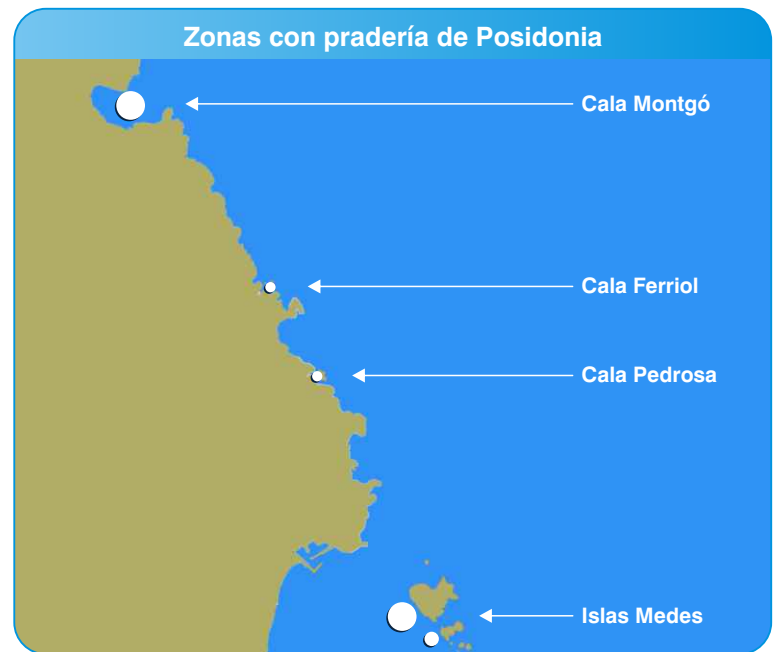 Zonas con pradería de Posidonia
Cala Montgó
Cala Ferriol
Cala Pedrosa
Islas Medes